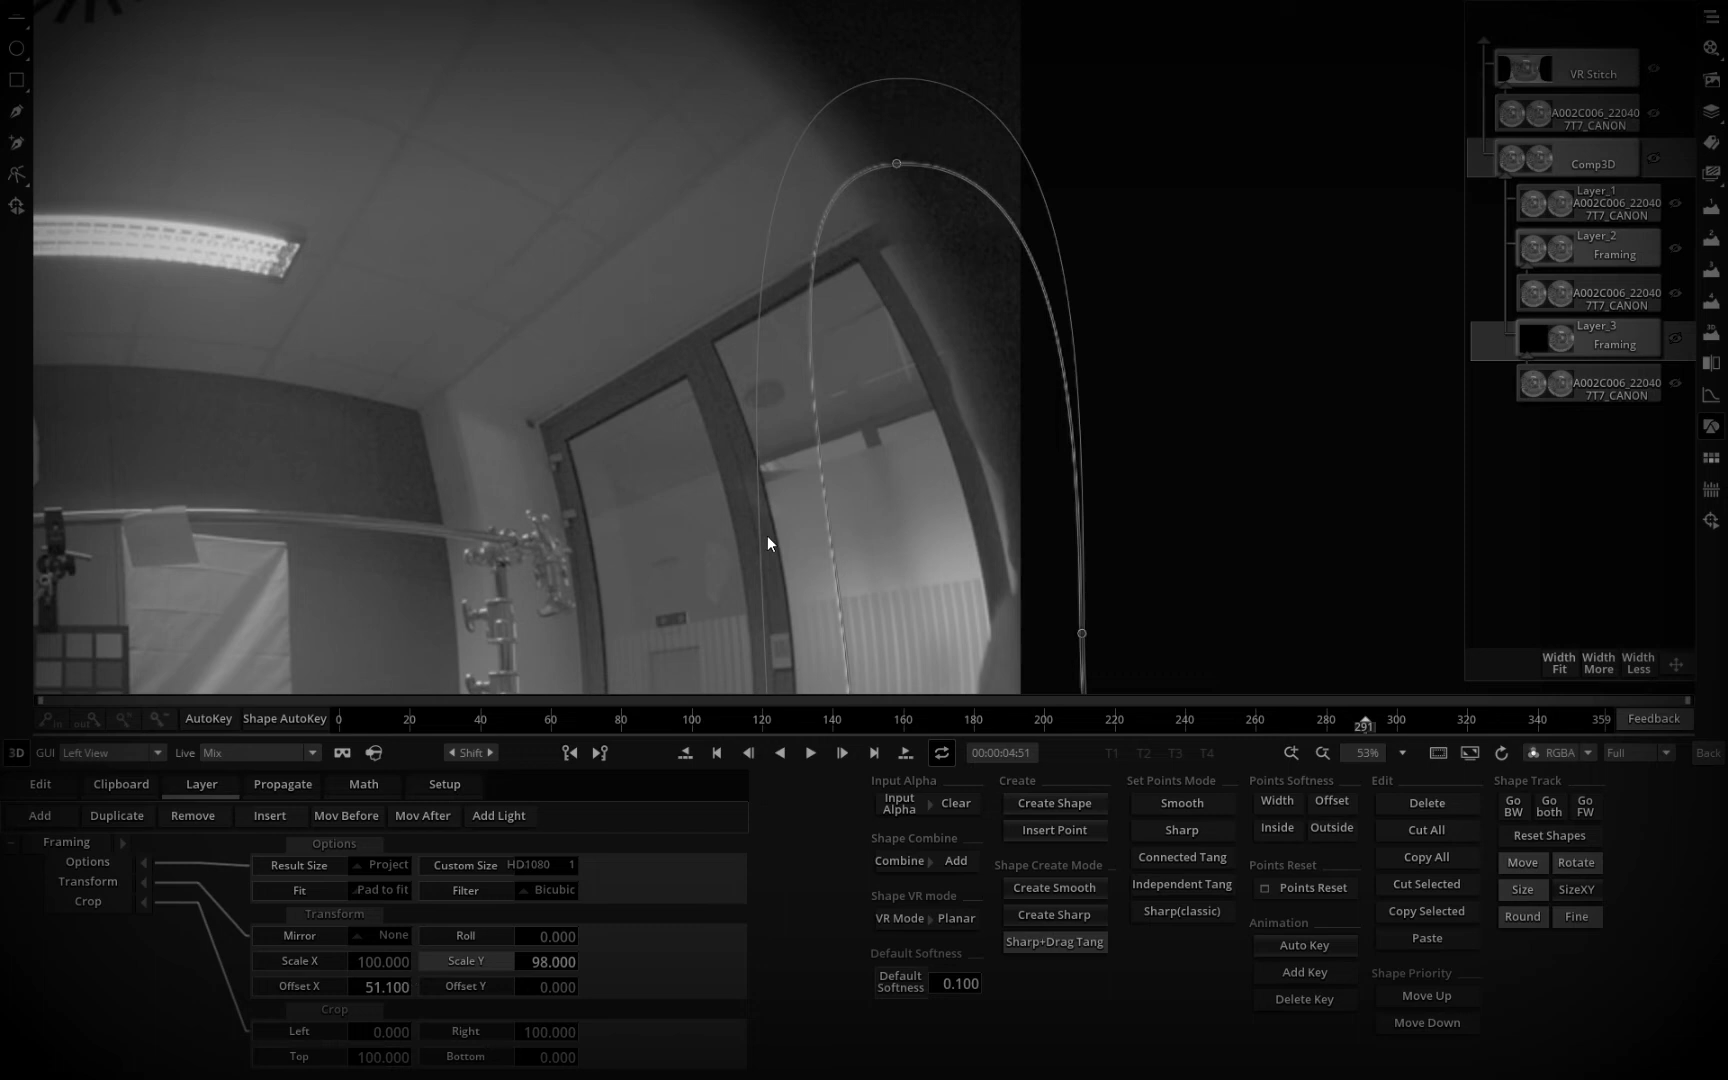 VR Stitch
A002C006_22040
7T7_CANON
Comp3D
Layer_1
A002C006_22040
7T7_CANON
Layer_2
Framing
A002C006_22040
7T7_CANON
Layer_3
Framing
A002C006_22040
7T7_CANON
Width Fit
Width More
Width Less
in
out
AutoKey
Shape AutoKey
0 20 40 60 80 100 120 140 160 180 200 220 240 260 280 300 320 340 359
291
Feedback
3D GUI Left View Live Mix Shift 00:00:04:51 T1 T2 T3 T4 53% RGBA Full Back
Edit Clipboard Layer Propagate Math Setup
Add Duplicate Remove Insert Mov Before Mov After Add Light
Framing
Options
Transform
Crop
Options
Result Size Project Custom Size HD1080 1
Fit Pad to fit Filter Bicubic
Transform
Mirror None Roll 0.000
Scale X 100.000 Scale Y 98.000
Offset X 51.100 Offset Y 0.000
Crop
Left 0.000 Right 100.000
Top 100.000 Bottom 0.000
Input Alpha
Input Alpha Clear
Shape Combine
Combine Add
Shape VR mode
VR Mode Planar
Default Softness
Default Softness 0.100
Create
Create Shape
Insert Point
Shape Create Mode
Create Smooth
Create Sharp
Sharp+Drag Tang
Set Points Mode
Smooth
Sharp
Connected Tang
Independent Tang
Sharp(classic)
Points Softness
Width Offset
Inside Outside
Points Reset
Points Reset
Animation
Auto Key
Add Key
Delete Key
Edit
Delete
Cut All
Copy All
Cut Selected
Copy Selected
Paste
Shape Priority
Move Up
Move Down
Shape Track
Go BW
Go both
Go FW
Reset Shapes
Move Rotate
Size SizeXY
Round Fine